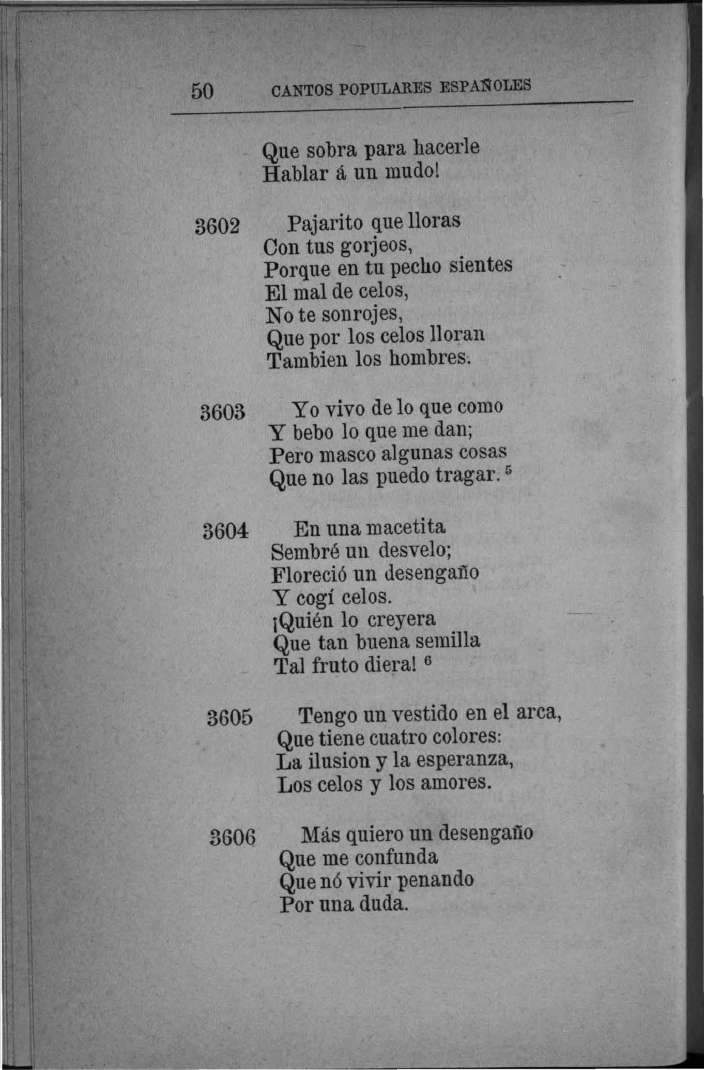 50 CANTOS POPULARES ESPAÑOLES
Que sobra para hacerle
Hablar á un mudo!
3602 Pajarito que lloras
Con tus gorjeos,
Porque en tu pecho sientes
El mal de celos,
No te sonrojes,
Que por los celos lloran
Tambien los hombres.
3603 Yo vivo de lo que como
Y bebo lo que me dan;
Pero masco algunas cosas
Que no las puedo tragar. 5
3604 En una macetita
Sembré un desvelo;
Floreció un desengaño
Y cogí celos.
¡Quién lo creyera
Que tan buena semilla
Tal fruto diera! 6
3605 Tengo un vestido en el arca,
Que tiene cuatro colores:
La ilusion y la esperanza,
Los celos y los amores.
3606 Más quiero un desengaño
Que me confunda
Que nó vivir penando
Por una duda.